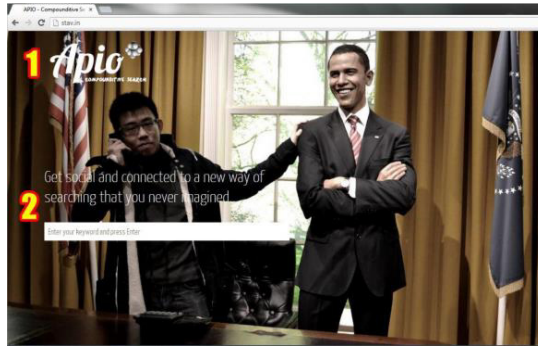 APIO - Compounditive Se
stav.in
1
Apio
COMPOUNDITIVE SEARCH
Get social and connected to a new way of
2
searching that you never imagined
Enter your keyword and press Enter